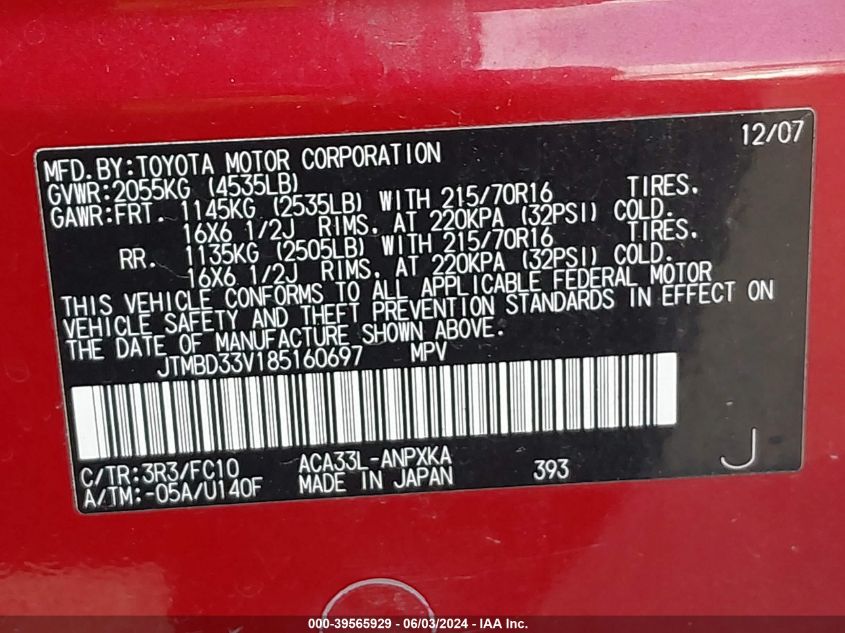 12/07
MFD.BY:TOYOTA MOTOR CORPORATION
GVWR:2055KG (4535LB)
GAWR:FRT. 1145KG (2535LB) WITH 215/70R16 TIRES.
16X6 1/2J RIMS. AT 220KPA (32PSI) COLD.
RR. 1135KG (2505LB) WITH 215/70R16 TIRES.
16X6 1/2J RIMS. AT 220KPA (32PSI) COLD.
THIS VEHICLE CONFORMS TO ALL APPLICABLE FEDERAL MOTOR
VEHICLE SAFETY AND THEFT PREVENTION STANDARDS IN EFFECT ON
THE DATE OF MANUFACTURE SHOWN ABOVE.
JTMBD33V185160697 MPV
C/TR:3R3/FC10 ACA33L-ANPXKA 393 J
A/TM:-05A/U140F MADE IN JAPAN
000-39565929 / 06/03/2024 - IAA Inc.